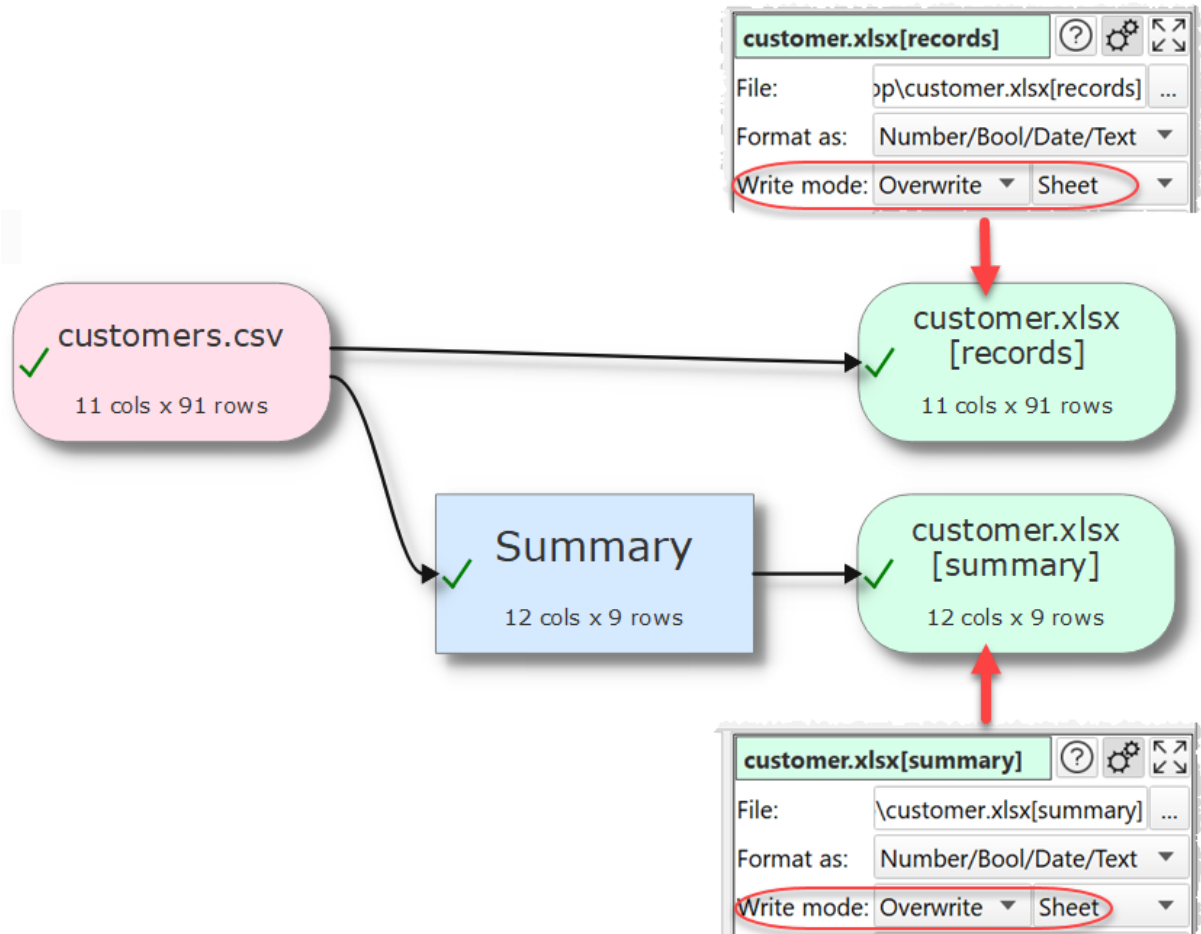 customer.xlsx[records]
File: op\customer.xlsx[records] ...
Format as: Number/Bool/Date/Text
Write mode: Overwrite Sheet
customers.csv
11 cols x 91 rows
customer.xlsx
[records]
11 cols x 91 rows
Summary
12 cols x 9 rows
customer.xlsx
[summary]
12 cols x 9 rows
customer.xlsx[summary]
File: \customer.xlsx[summary] ...
Format as: Number/Bool/Date/Text
Write mode: Overwrite Sheet